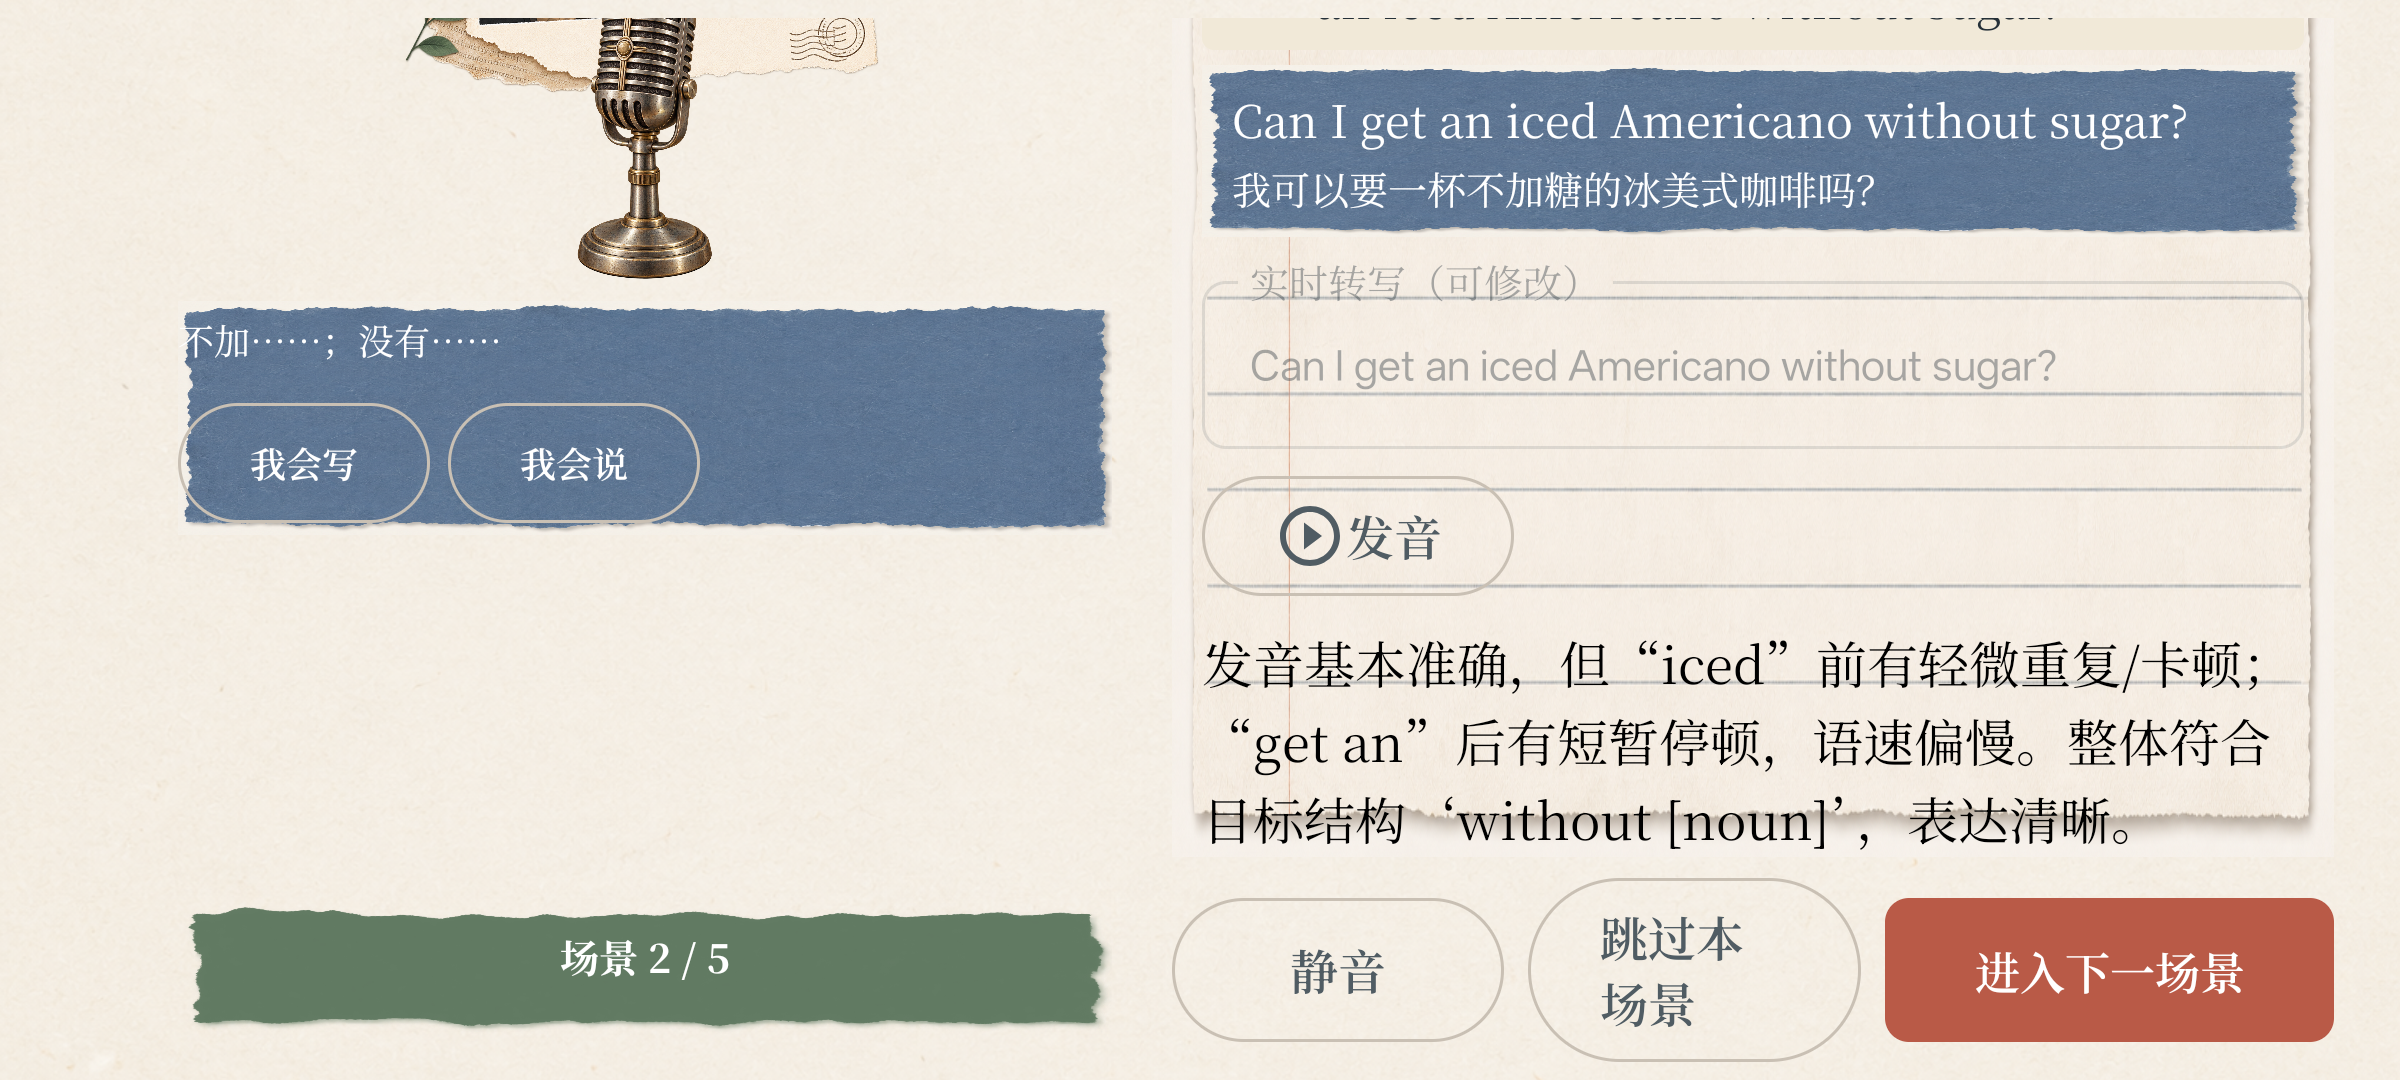 不加……；没有……
我会写
我会说
场景 2 / 5
an iced Americano without sugar.
Can I get an iced Americano without sugar?
我可以要一杯不加糖的冰美式咖啡吗？
实时转写（可修改）
Can I get an iced Americano without sugar?
发音
发音基本准确，但“iced”前有轻微重复/卡顿；
“get an”后有短暂停顿，语速偏慢。整体符合
目标结构‘without [noun]’，表达清晰。
静音
跳过本
场景
进入下一场景